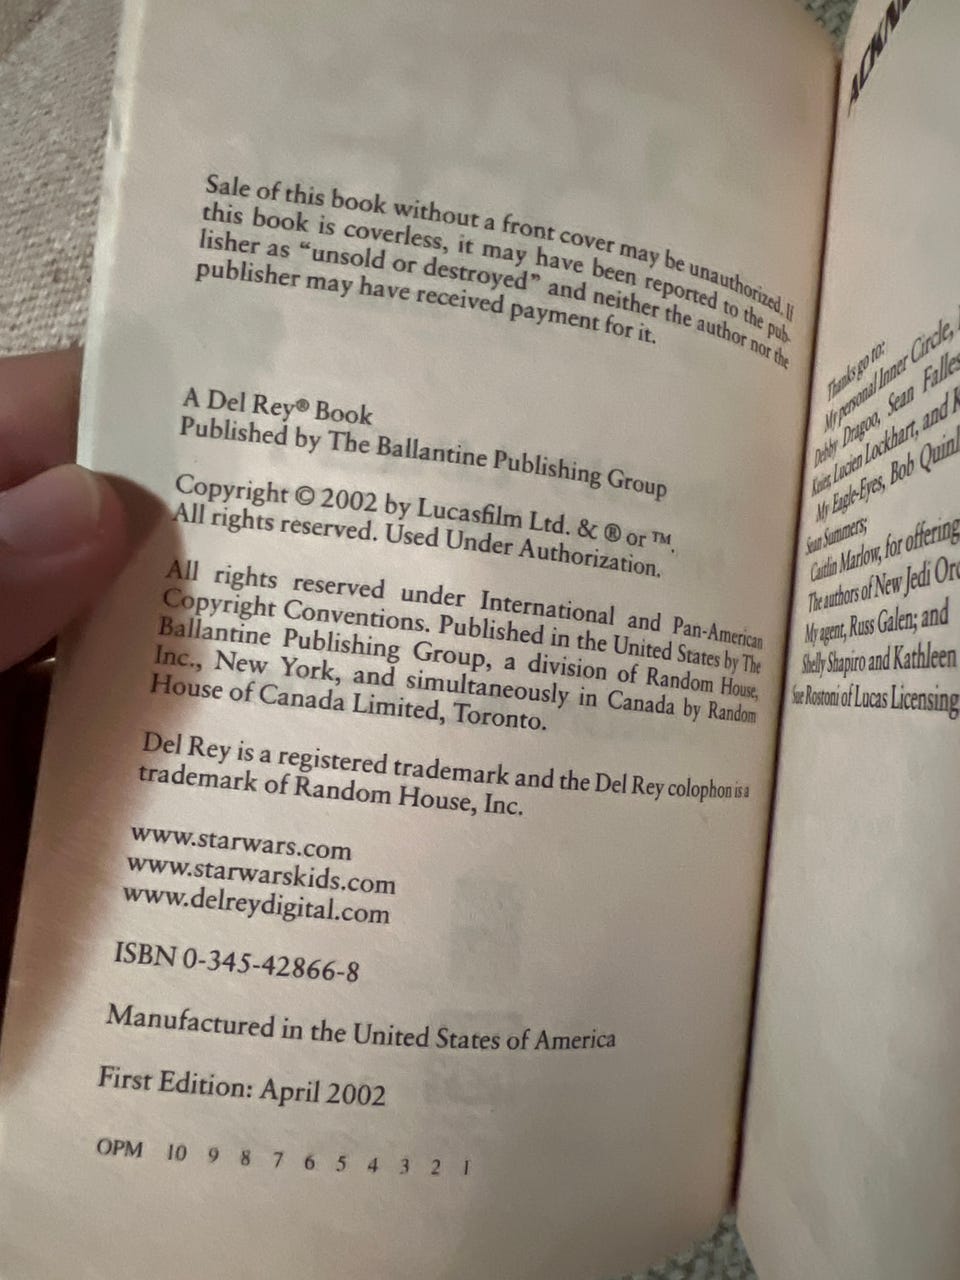 Sale of this book without a front cover may be unauthorized. If
this book is coverless, it may have been reported to the pub-
lisher as “unsold or destroyed” and neither the author nor the
publisher may have received payment for it.
A Del Rey® Book
Published by The Ballantine Publishing Group
Copyright © 2002 by Lucasfilm Ltd. & ® or ™.
All rights reserved. Used Under Authorization.
All rights reserved under International and Pan-American
Copyright Conventions. Published in the United States by The
Ballantine Publishing Group, a division of Random House,
Inc., New York, and simultaneously in Canada by Random
House of Canada Limited, Toronto.
Del Rey is a registered trademark and the Del Rey colophon is a
trademark of Random House, Inc.
www.starwars.com
www.starwarskids.com
www.delreydigital.com
ISBN 0-345-42866-8
Manufactured in the United States of America
First Edition: April 2002
OPM 10 9 8 7 6 5 4 3 2 1
Thanks go to:
My personal Inner Circle,
Debby Dragoo, Sean
Lucien Lockhart, and
My Eagle-Eyes, Bob
Sean Summers;
Caitlin Marlow, for offering
The authors of New Jedi
My agent, Russ Galen; and
Shelly Shapiro and Kathleen
Sue Rostoni of Lucas Licensing